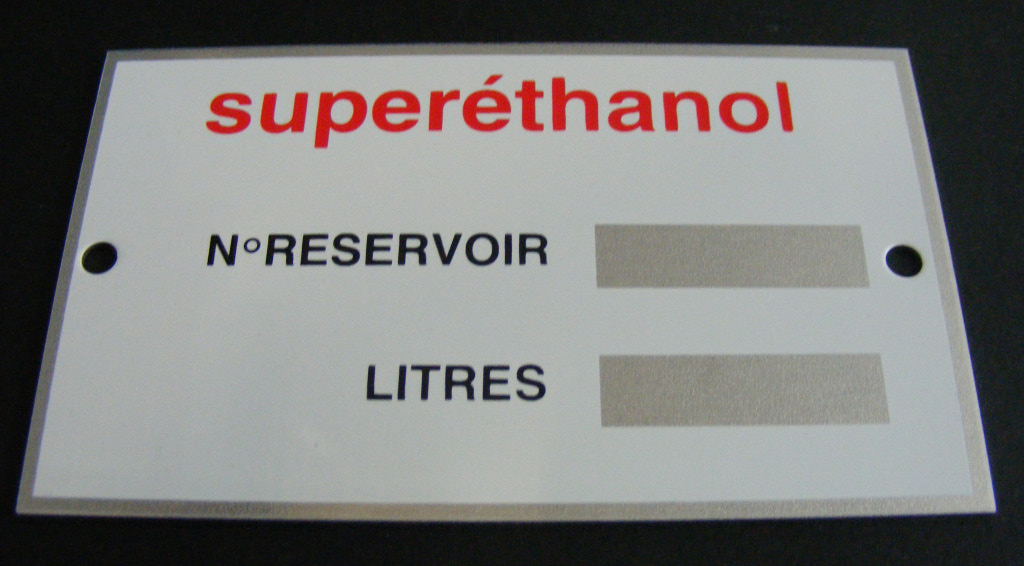 superéthanol
N°RESERVOIR
LITRES